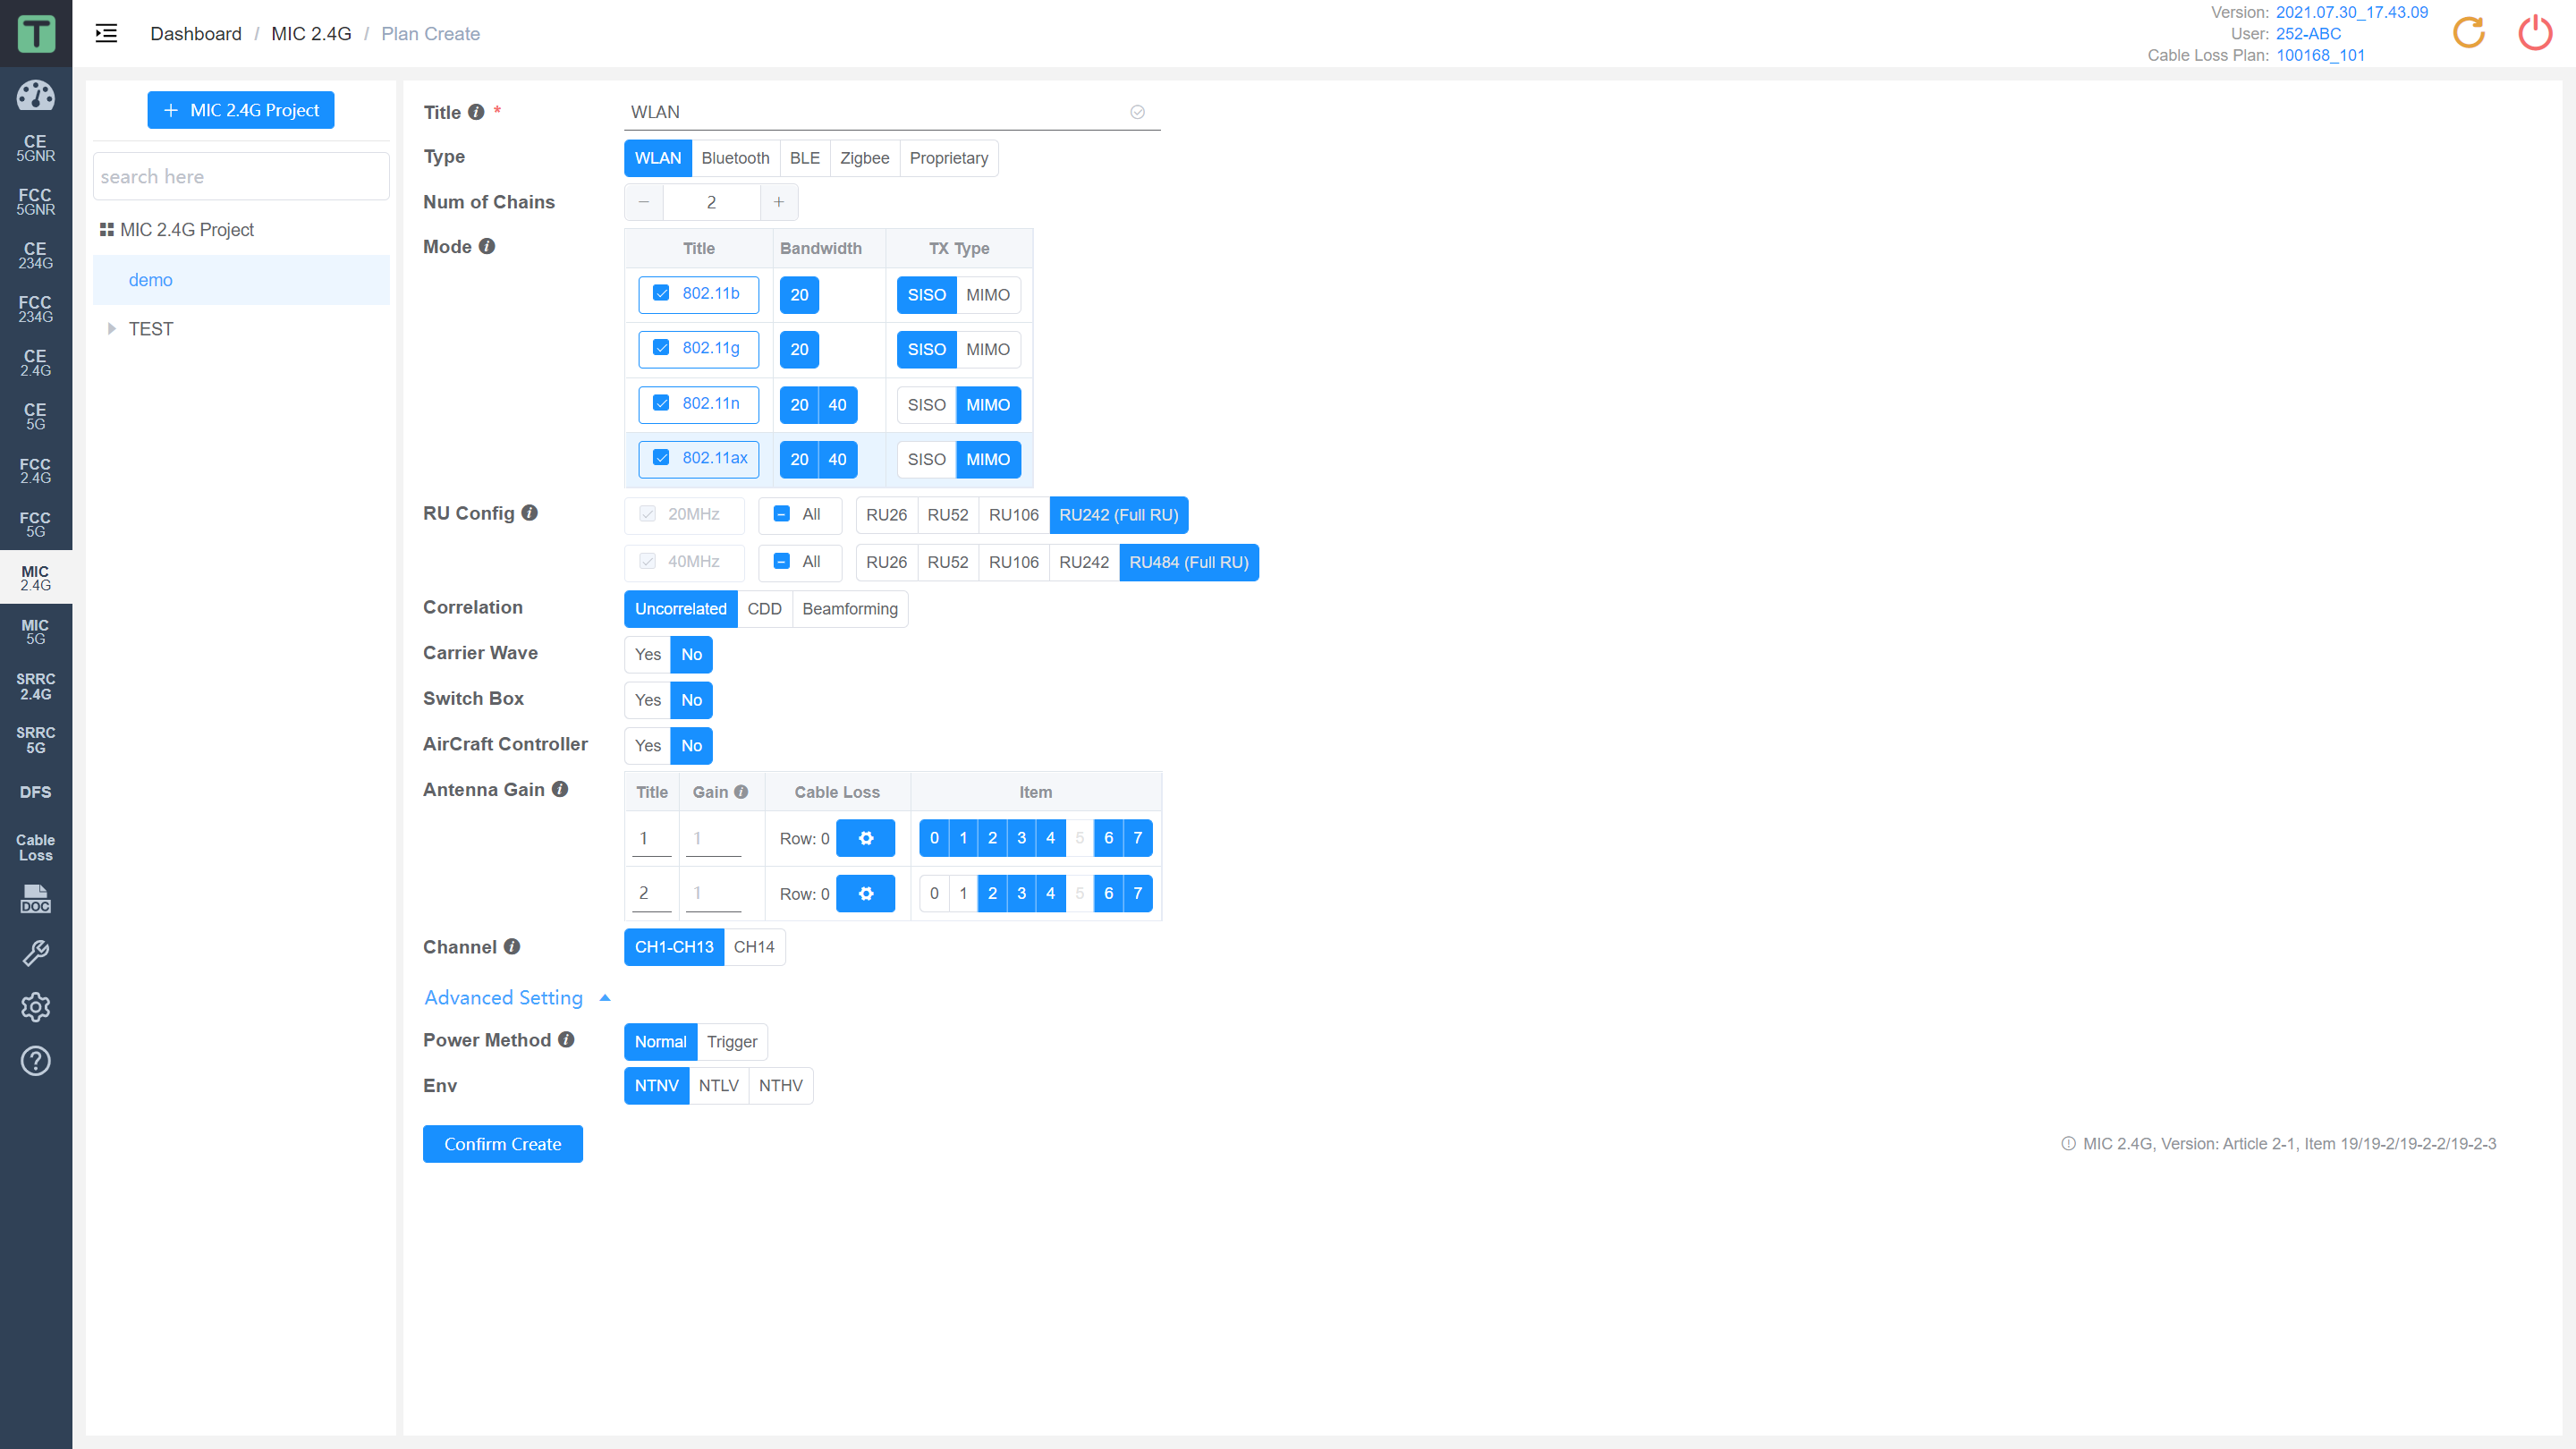 T
Dashboard / MIC 2.4G / Plan Create
Version: 2021.07.30_17.43.09
User: 252-ABC
Cable Loss Plan: 100168_101
CE
5GNR
FCC
5GNR
CE
234G
FCC
234G
CE
2.4G
CE
5G
FCC
2.4G
FCC
5G
MIC
2.4G
MIC
5G
SRRC
2.4G
SRRC
5G
DFS
Cable
Loss
DOC
+ MIC 2.4G Project
search here
MIC 2.4G Project
demo
TEST
Title *
WLAN
Type
WLAN Bluetooth BLE Zigbee Proprietary
Num of Chains
− 2 +
Mode
Title Bandwidth TX Type
802.11b 20 SISO MIMO
802.11g 20 SISO MIMO
802.11n 20 40 SISO MIMO
802.11ax 20 40 SISO MIMO
RU Config
20MHz All RU26 RU52 RU106 RU242 (Full RU)
40MHz All RU26 RU52 RU106 RU242 RU484 (Full RU)
Correlation
Uncorrelated CDD Beamforming
Carrier Wave
Yes No
Switch Box
Yes No
AirCraft Controller
Yes No
Antenna Gain
Title Gain Cable Loss Item
1 1 Row: 0 0 1 2 3 4 5 6 7
2 1 Row: 0 0 1 2 3 4 5 6 7
Channel
CH1-CH13 CH14
Advanced Setting
Power Method
Normal Trigger
Env
NTNV NTLV NTHV
Confirm Create
MIC 2.4G, Version: Article 2-1, Item 19/19-2/19-2-2/19-2-3